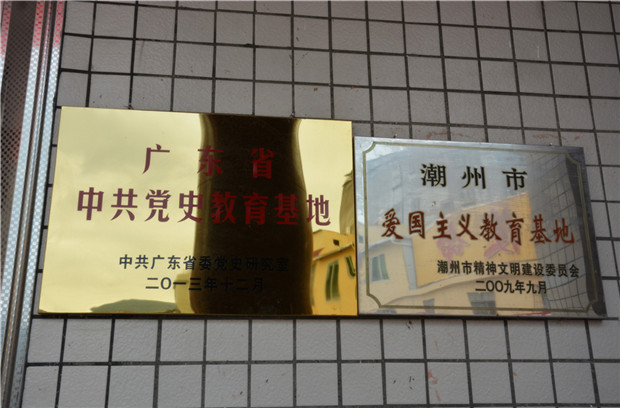 广东省
中共党史教育基地
中共广东省委党史研究室
二〇一三年十二月
潮州市
爱国主义教育基地
潮州市精神文明建设委员会
二〇〇九年九月